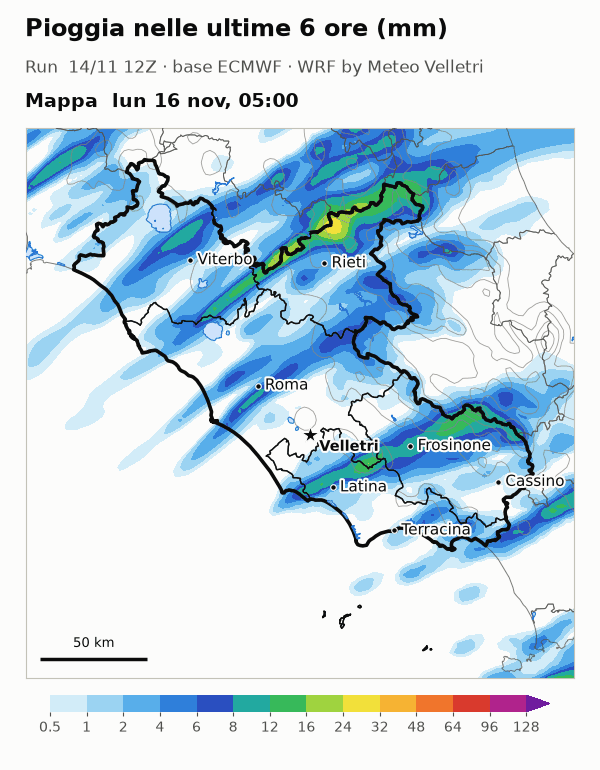 Pioggia nelle ultime 6 ore (mm)
Run  14/11 12Z · base ECMWF · WRF by Meteo Velletri
Mappa  lun 16 nov, 05:00
Viterbo
Rieti
Roma
Velletri
Frosinone
Latina
Cassino
Terracina
50 km
0.5 1 2 4 6 8 12 16 24 32 48 64 96 128